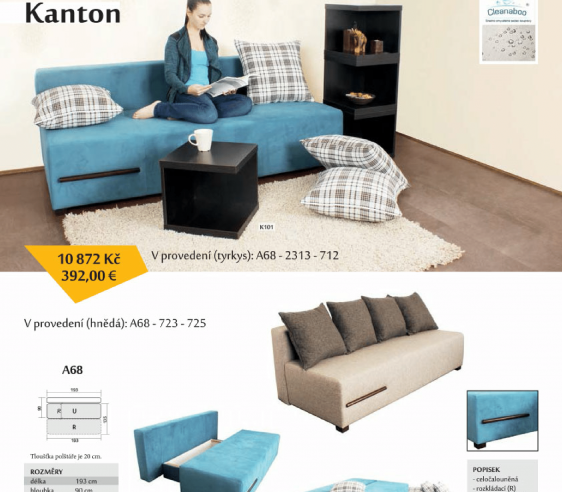 Kanton
Cleanaboo
K101
10 872 Kč
392,00 €
V provedení (tyrkys): A68 - 2313 - 712
V provedení (hnědá): A68 - 723 - 725
A68
193
90
R
U
R
193
Tloušťka polštáře je 20 cm.
ROZMĚRY
délka 193 cm
hloubka 90 cm
POPISEK
- celočalouněná
- rozkládací (R)